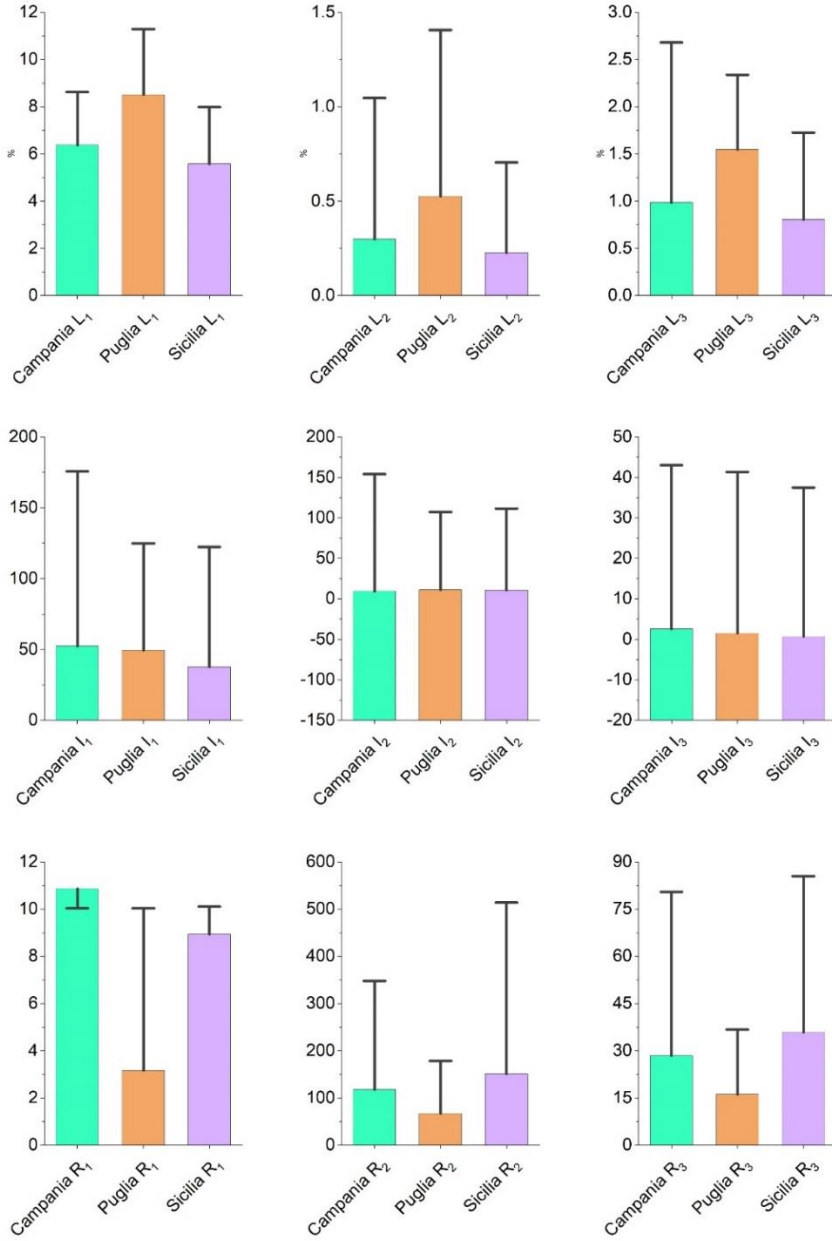 12
10
8
6
4
2
0
%
Campania L₁
Puglia L₁
Sicilia L₁
1.5
1.0
0.5
0.0
%
Campania L₂
Puglia L₂
Sicilia L₂
3.0
2.5
2.0
1.5
1.0
0.5
0.0
%
Campania L₃
Puglia L₃
Sicilia L₃
200
150
100
50
0
Campania I₁
Puglia I₁
Sicilia I₁
200
150
100
50
0
-50
-100
-150
Campania I₂
Puglia I₂
Sicilia I₂
50
40
30
20
10
0
-10
-20
Campania I₃
Puglia I₃
Sicilia I₃
12
10
8
6
4
2
0
Campania R₁
Puglia R₁
Sicilia R₁
600
500
400
300
200
100
0
Campania R₂
Puglia R₂
Sicilia R₂
90
75
60
45
30
15
0
Campania R₃
Puglia R₃
Sicilia R₃